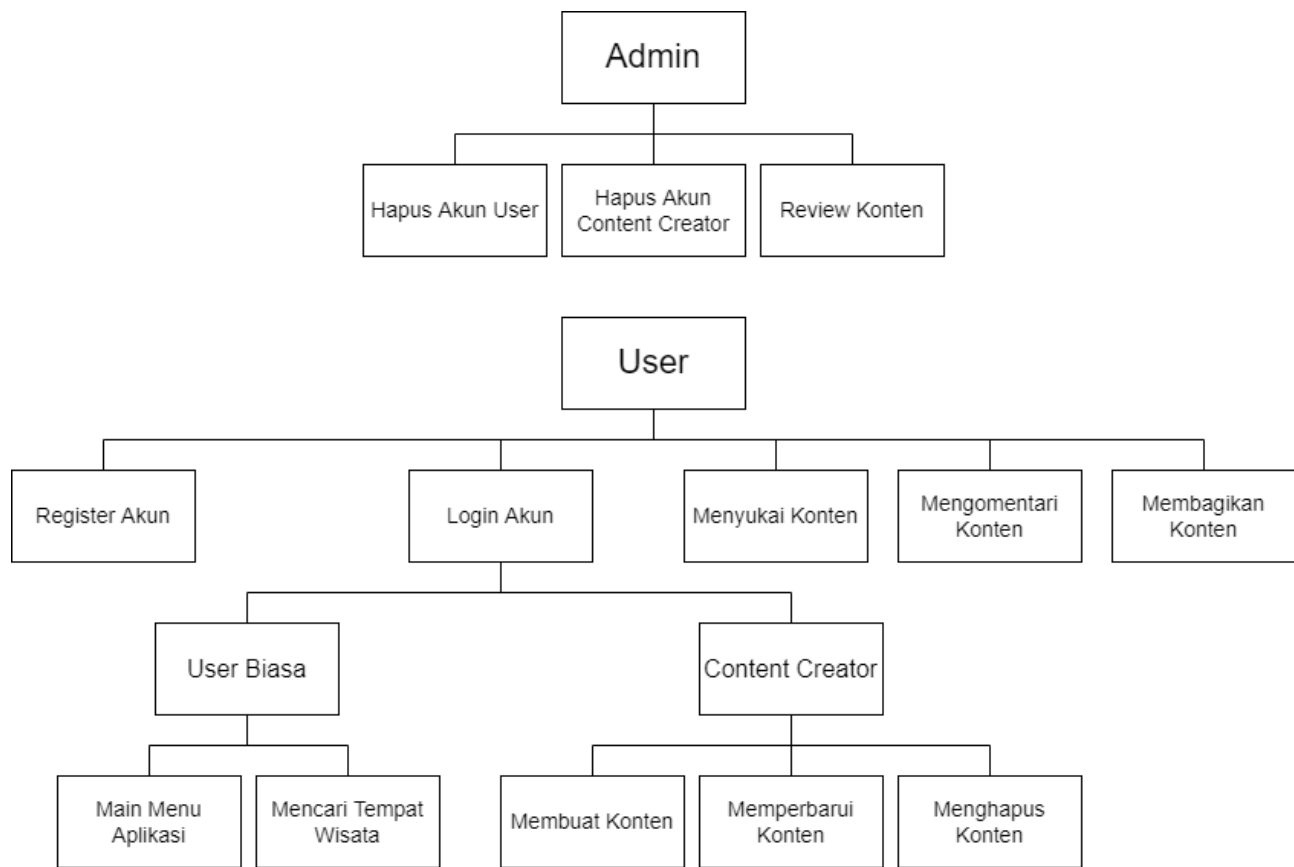 Admin
Hapus Akun User
Hapus Akun
Content Creator
Review Konten
User
Register Akun
Login Akun
Menyukai Konten
Mengomentari
Konten
Membagikan
Konten
User Biasa
Content Creator
Main Menu
Aplikasi
Mencari Tempat
Wisata
Membuat Konten
Memperbarui
Konten
Menghapus
Konten